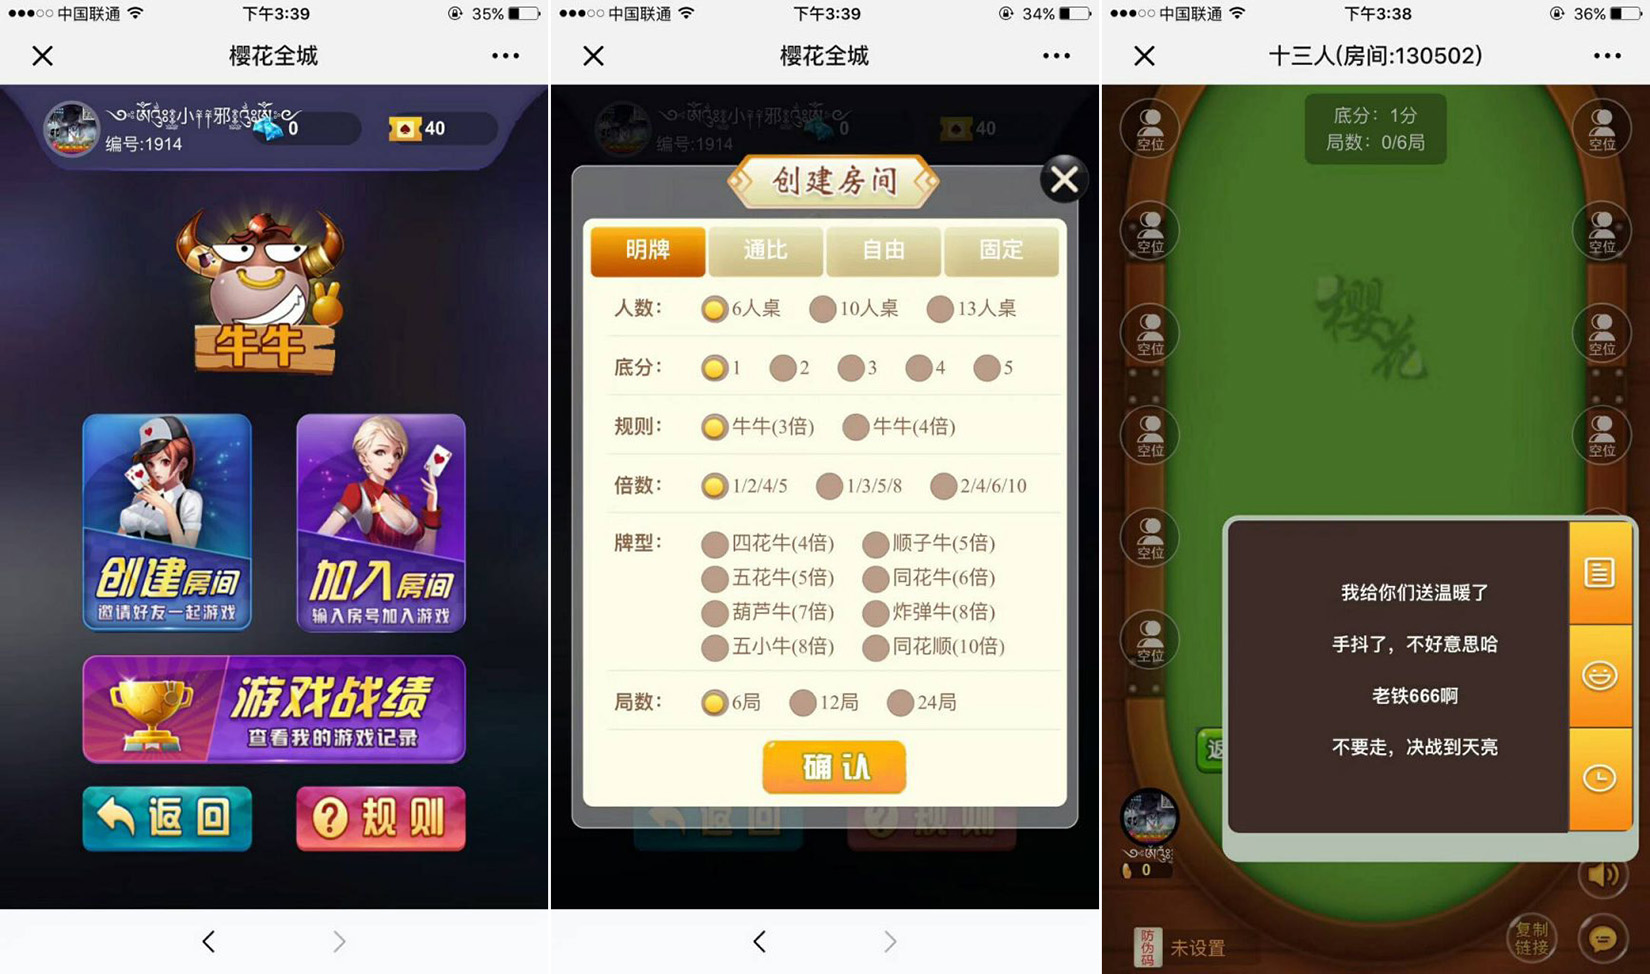 中国联通
下午3:39
35%
樱花全城
小
邪
编号:1914
0
40
牛牛
创建房间
邀请好友一起游戏
加入房间
输入房号加入游戏
游戏战绩
查看我的游戏记录
返回
规则
中国联通
下午3:39
34%
樱花全城
小
邪
编号:1914
0
40
创建房间
明牌
通比
自由
固定
人数：
6人桌
10人桌
13人桌
底分：
1
2
3
4
5
规则：
牛牛(3倍)
牛牛(4倍)
倍数：
1/2/4/5
1/3/5/8
2/4/6/10
牌型：
四花牛(4倍)
顺子牛(5倍)
五花牛(5倍)
同花牛(6倍)
葫芦牛(7倍)
炸弹牛(8倍)
五小牛(8倍)
同花顺(10倍)
局数：
6局
12局
24局
确认
返回
规则
中国联通
下午3:38
36%
十三人(房间:130502)
底分：1分
局数：0/6局
空位
空位
空位
空位
空位
空位
空位
空位
空位
空位
樱花
我给你们送温暖了
手抖了，不好意思哈
老铁666啊
不要走，决战到天亮
返
0
防伪码
未设置
复制
链接